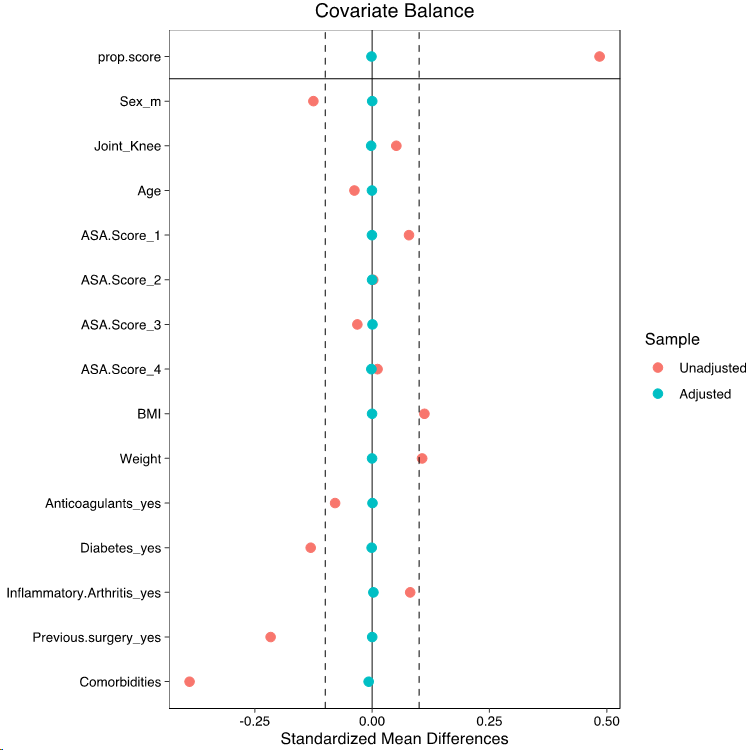 Covariate Balance
prop.score
Sex_m
Joint_Knee
Age
ASA.Score_1
ASA.Score_2
ASA.Score_3
ASA.Score_4
BMI
Weight
Anticoagulants_yes
Diabetes_yes
Inflammatory.Arthritis_yes
Previous.surgery_yes
Comorbidities
-0.25 0.00 0.25 0.50
Standardized Mean Differences
Sample
Unadjusted
Adjusted